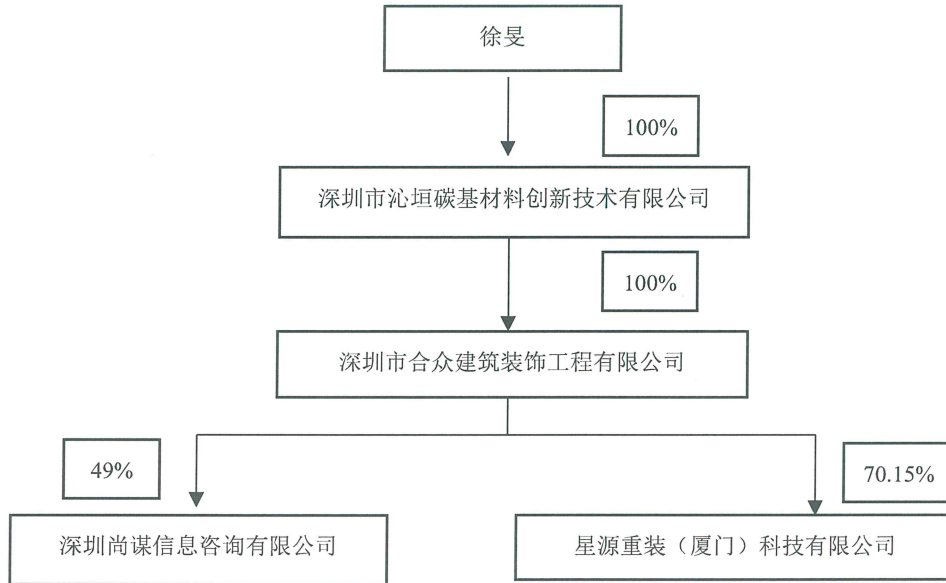 徐旻
100%
深圳市沁垣碳基材料创新技术有限公司
100%
深圳市合众建筑装饰工程有限公司
49%
70.15%
深圳尚谋信息咨询有限公司
星源重装（厦门）科技有限公司